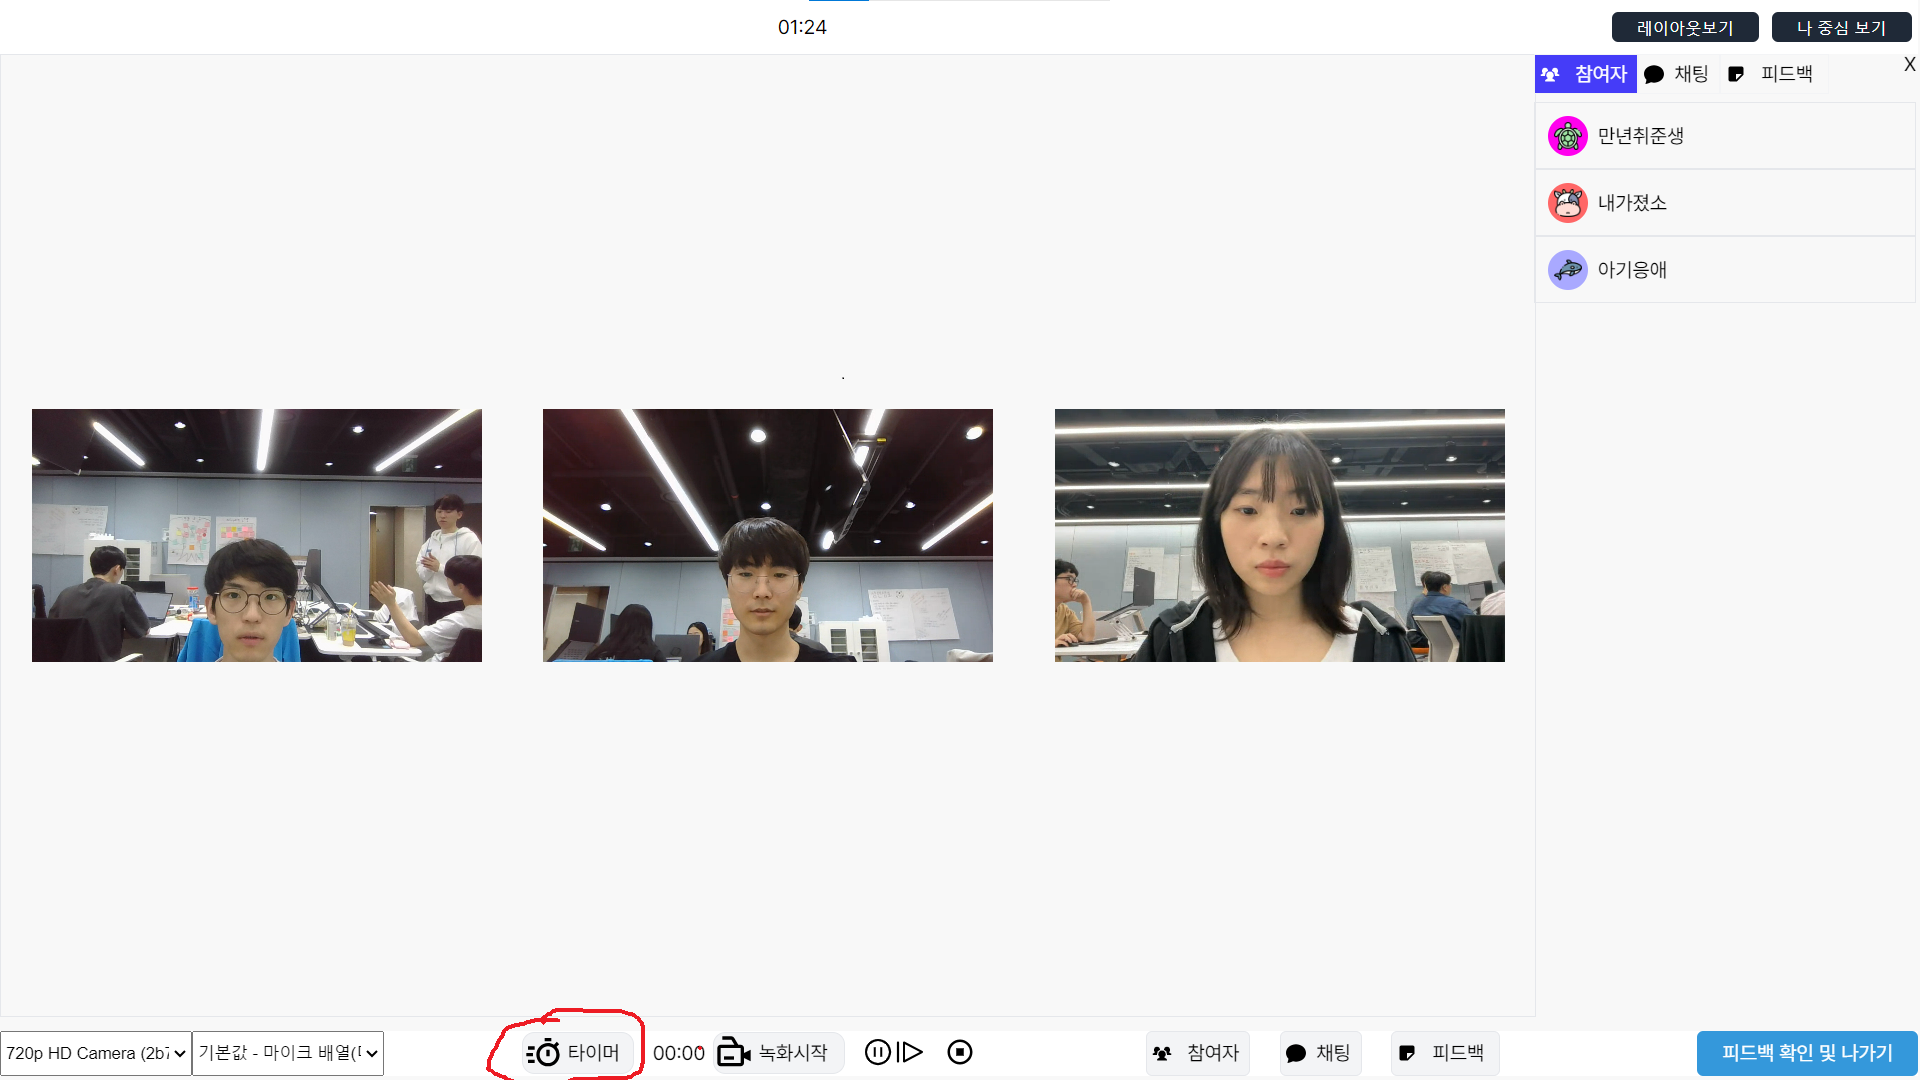 01:24
레이아웃보기
나 중심 보기
참여자
채팅
피드백
X
만년취준생
내가졌소
아기응애
720p HD Camera (2b7
기본값 - 마이크 배열(
타이머
00:00
녹화시작
참여자
채팅
피드백
피드백 확인 및 나가기